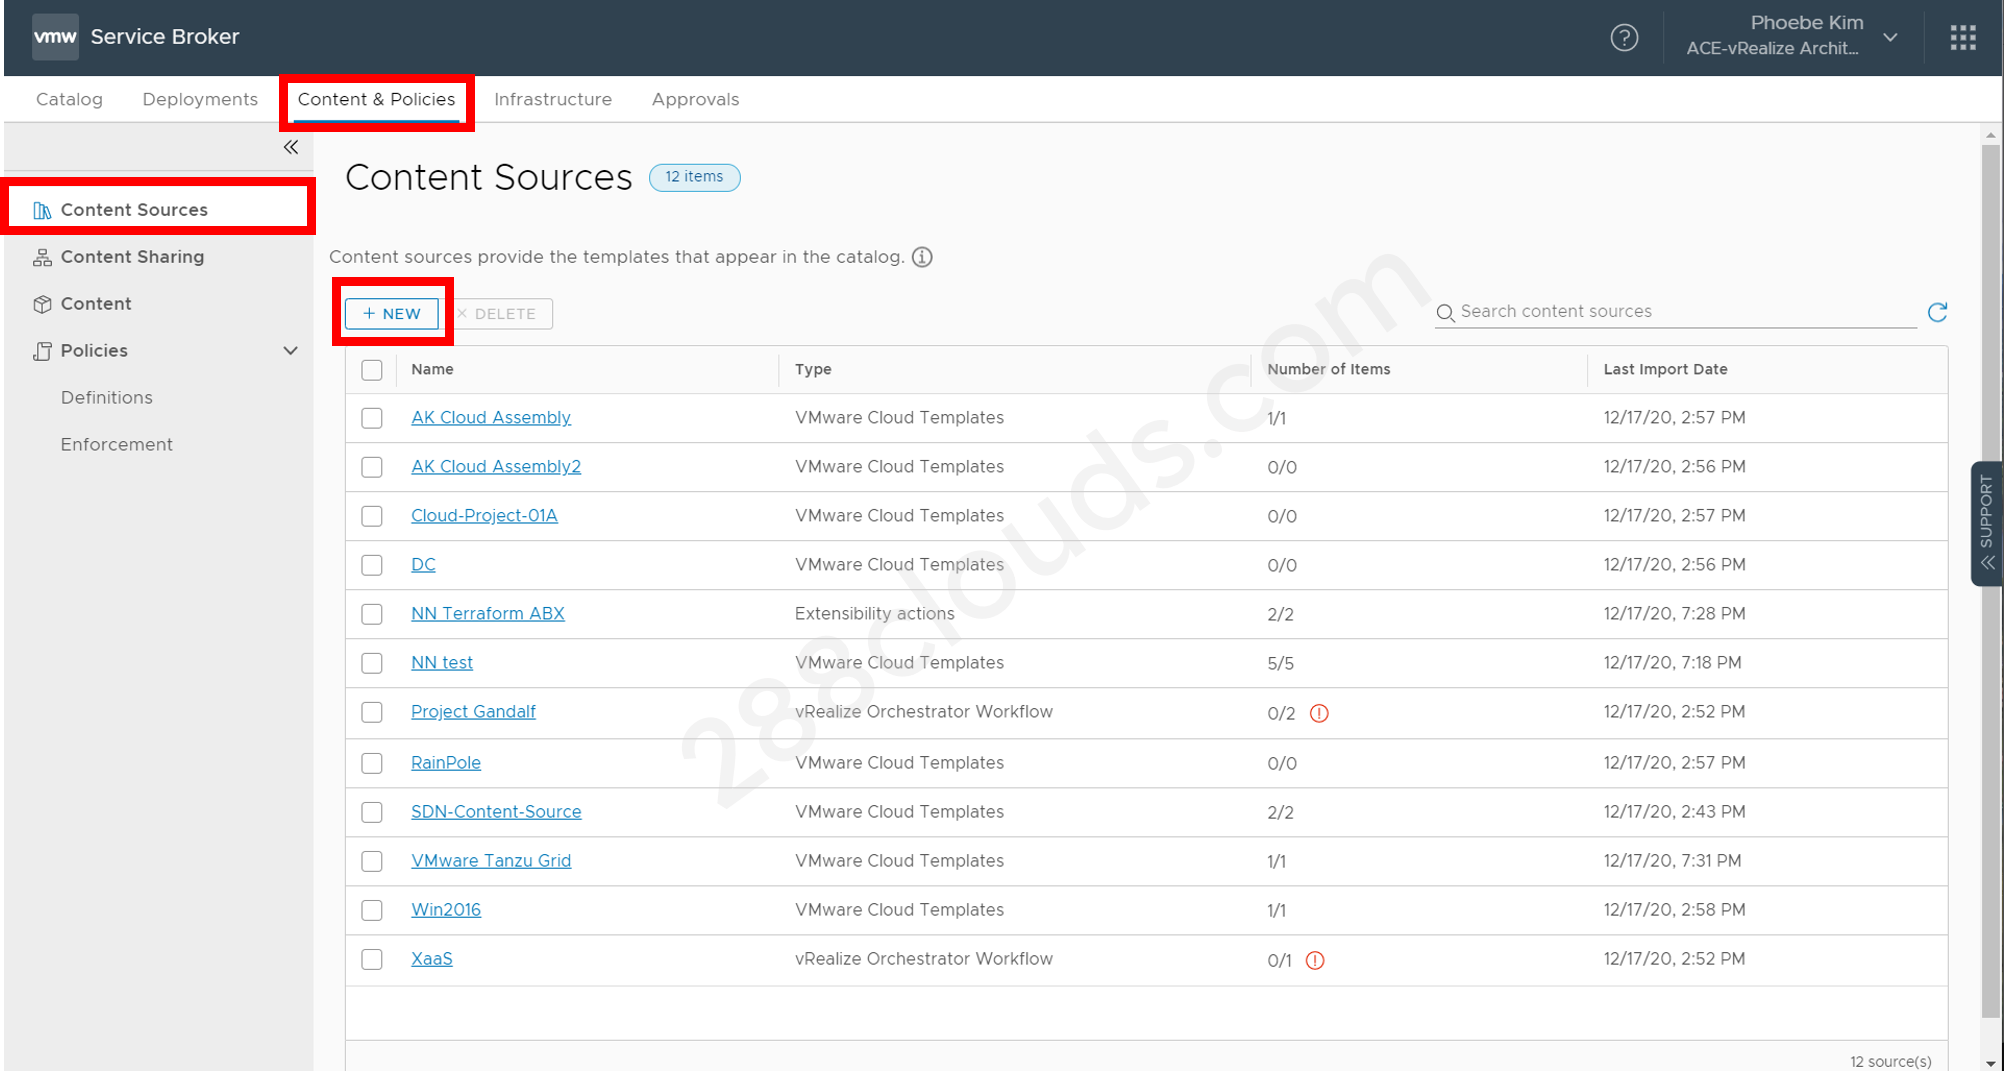 vmw Service Broker
Phoebe Kim
ACE-vRealize Archit...
Catalog Deployments Content & Policies Infrastructure Approvals
Content Sources
Content Sharing
Content
Policies
Definitions
Enforcement
Content Sources 12 items
Content sources provide the templates that appear in the catalog.
+ NEW × DELETE Search content sources
Name Type Number of Items Last Import Date
AK Cloud Assembly VMware Cloud Templates 1/1 12/17/20, 2:57 PM
AK Cloud Assembly2 VMware Cloud Templates 0/0 12/17/20, 2:56 PM
Cloud-Project-01A VMware Cloud Templates 0/0 12/17/20, 2:57 PM
DC VMware Cloud Templates 0/0 12/17/20, 2:56 PM
NN Terraform ABX Extensibility actions 2/2 12/17/20, 7:28 PM
NN test VMware Cloud Templates 5/5 12/17/20, 7:18 PM
Project Gandalf vRealize Orchestrator Workflow 0/2 12/17/20, 2:52 PM
RainPole VMware Cloud Templates 0/0 12/17/20, 2:57 PM
SDN-Content-Source VMware Cloud Templates 2/2 12/17/20, 2:43 PM
VMware Tanzu Grid VMware Cloud Templates 1/1 12/17/20, 7:31 PM
Win2016 VMware Cloud Templates 1/1 12/17/20, 2:58 PM
XaaS vRealize Orchestrator Workflow 0/1 12/17/20, 2:52 PM
12 source(s)
SUPPORT
288clouds.com